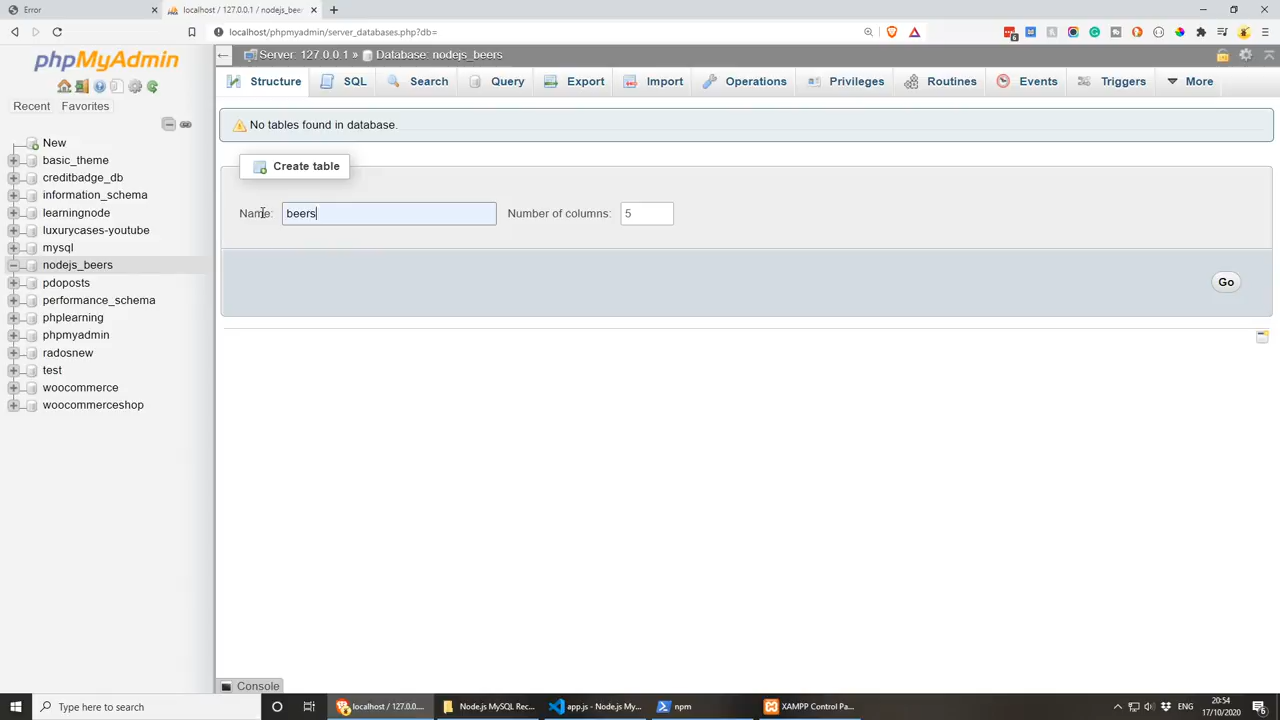 Error
localhost / 127.0.0.1 / nodejs_bee
localhost/phpmyadmin/server_databases.php?db=
6
phpMyAdmin
Recent
Favorites
New
basic_theme
creditbadge_db
information_schema
learningnode
luxurycases-youtube
mysql
nodejs_beers
pdoposts
performance_schema
phplearning
phpmyadmin
radosnew
test
woocommerce
woocommerceshop
Server: 127.0.0.1 » Database: nodejs_beers
Structure
SQL
Search
Query
Export
Import
Operations
Privileges
Routines
Events
Triggers
More
No tables found in database.
Create table
Name: beers
Number of columns: 5
Go
Console
Type here to search
localhost / 127.0.0....
Node.js MySQL Rec...
app.js - Node.js My...
npm
XAMPP Control Pa...
ENG
20:54
17/10/2020
6